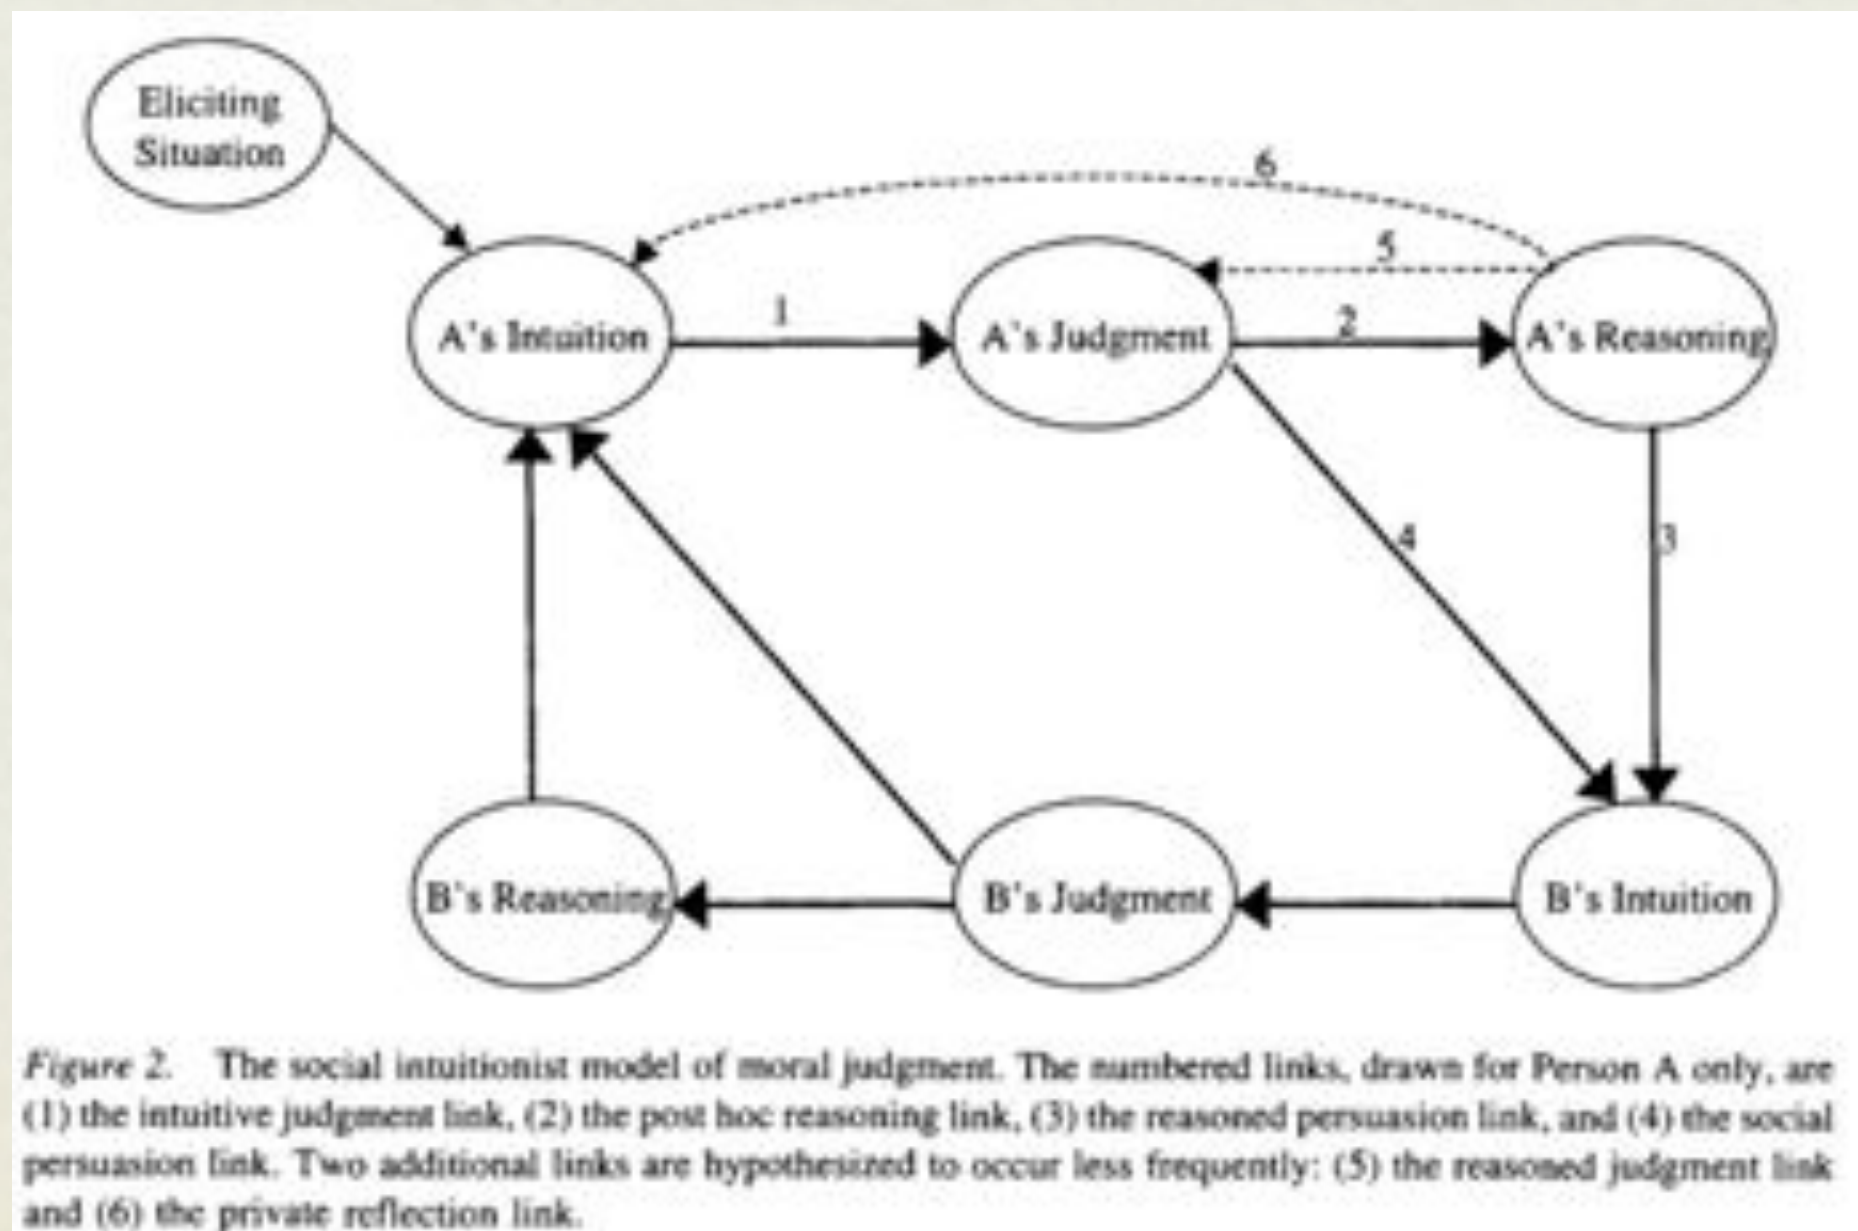 Eliciting
Situation
6
5
A's Intuition
1
A's Judgment
2
A's Reasoning
4
3
B's Reasoning
B's Judgment
B's Intuition
Figure 2. The social intuitionist model of moral judgment. The numbered links, drawn for Person A only, are
(1) the intuitive judgment link, (2) the post hoc reasoning link, (3) the reasoned persuasion link, and (4) the social
persuasion link. Two additional links are hypothesized to occur less frequently: (5) the reasoned judgment link
and (6) the private reflection link.